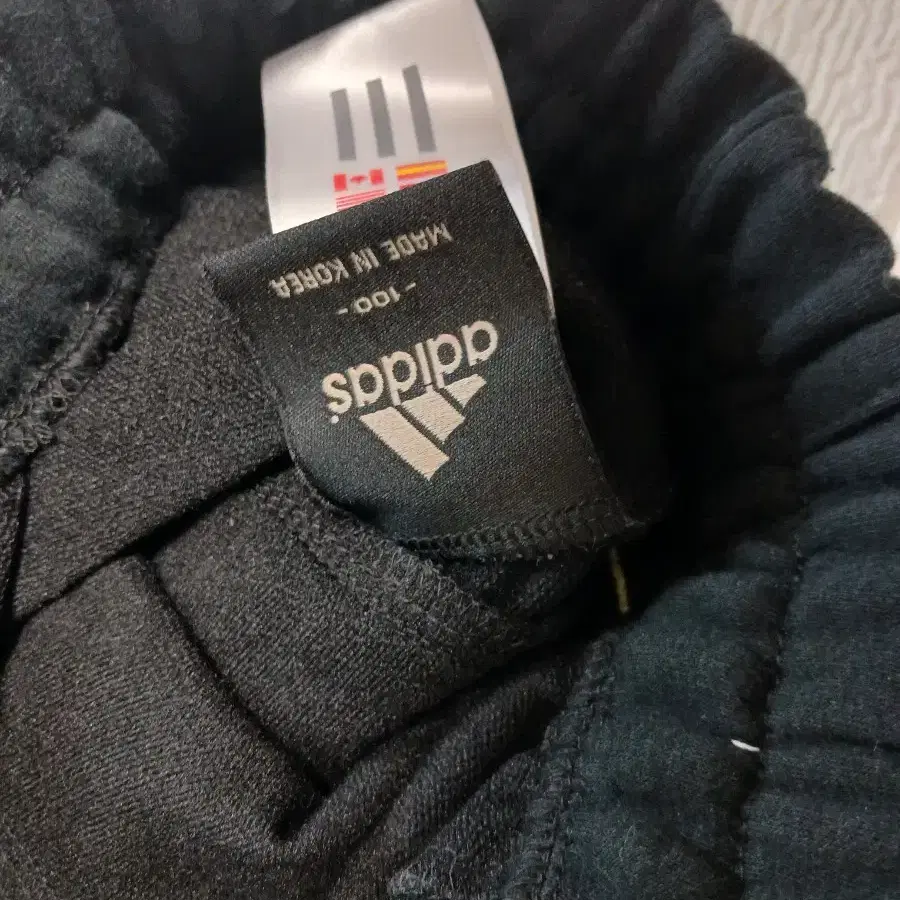 adidas
- 100 -
MADE IN KOREA